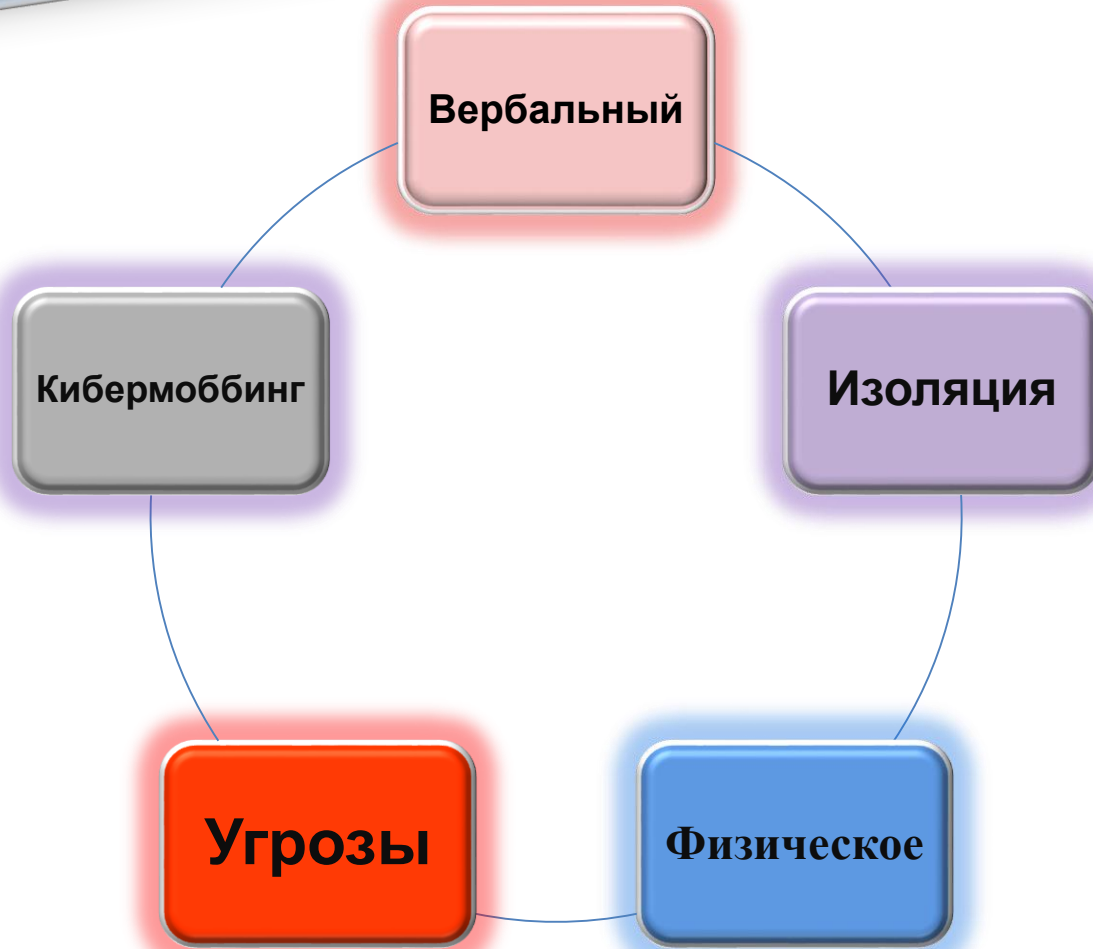 Вербальный
Кибермоббинг
Изоляция
Угрозы
Физическое